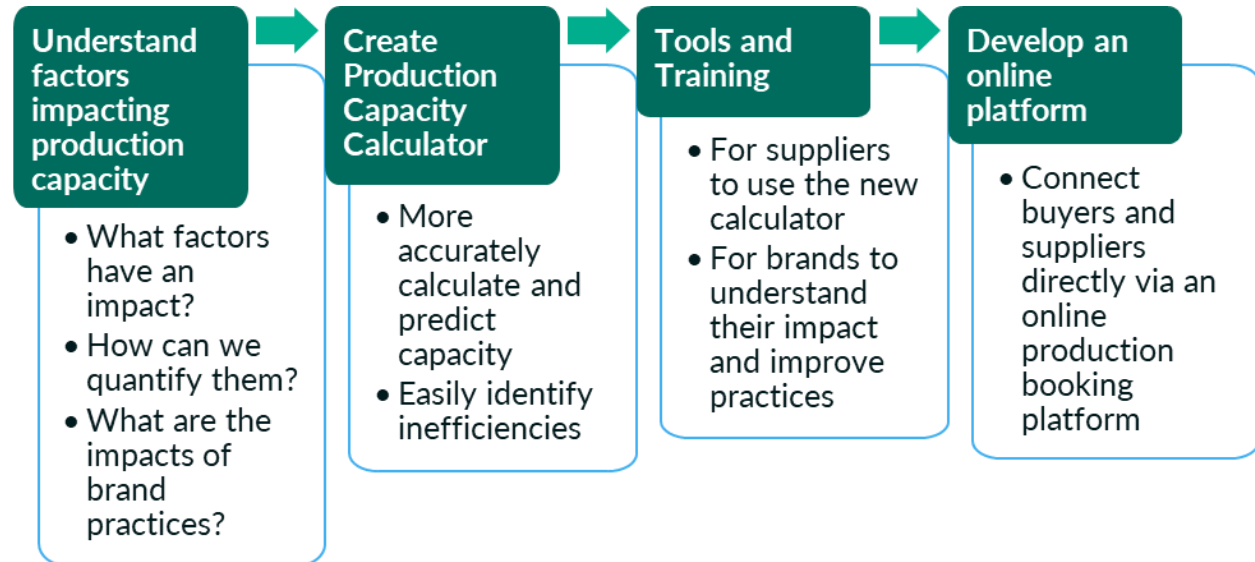 Understand
factors
impacting
production
capacity
• What factors
have an
impact?
• How can we
quantify them?
• What are the
impacts of
brand
practices?
Create
Production
Capacity
Calculator
• More
accurately
calculate and
predict
capacity
• Easily identify
inefficiencies
Tools and
Training
• For suppliers
to use the new
calculator
• For brands to
understand
their impact
and improve
practices
Develop an
online
platform
• Connect
buyers and
suppliers
directly via an
online
production
booking
platform